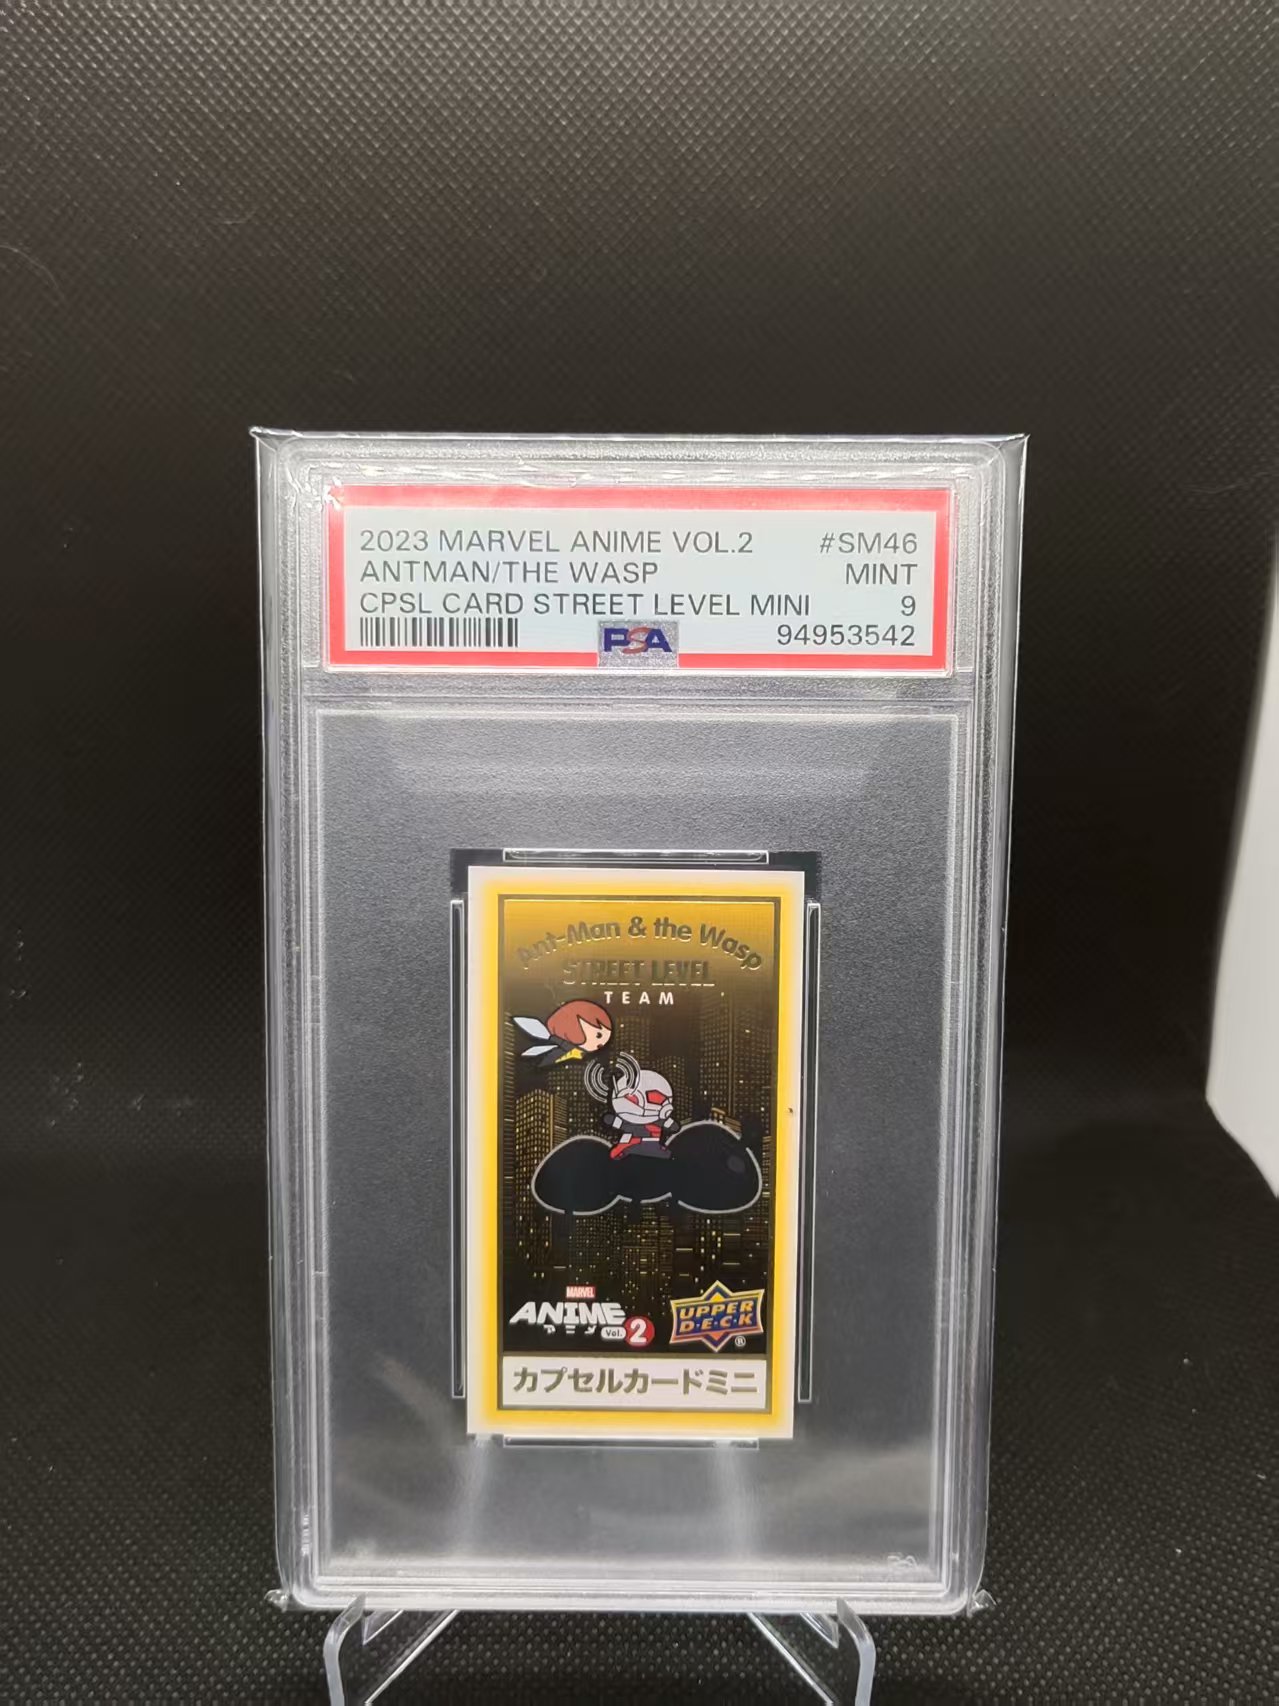 2023 MARVEL ANIME VOL.2 #SM46
ANTMAN/THE WASP MINT
CPSL CARD STREET LEVEL MINI 9
PSA 94953542
Ant-Man & the Wasp
STREET LEVEL
TEAM
MARVEL
ANIME
アニメ Vol. 2
UPPER
DECK
®
カプセルカードミニ
PSA